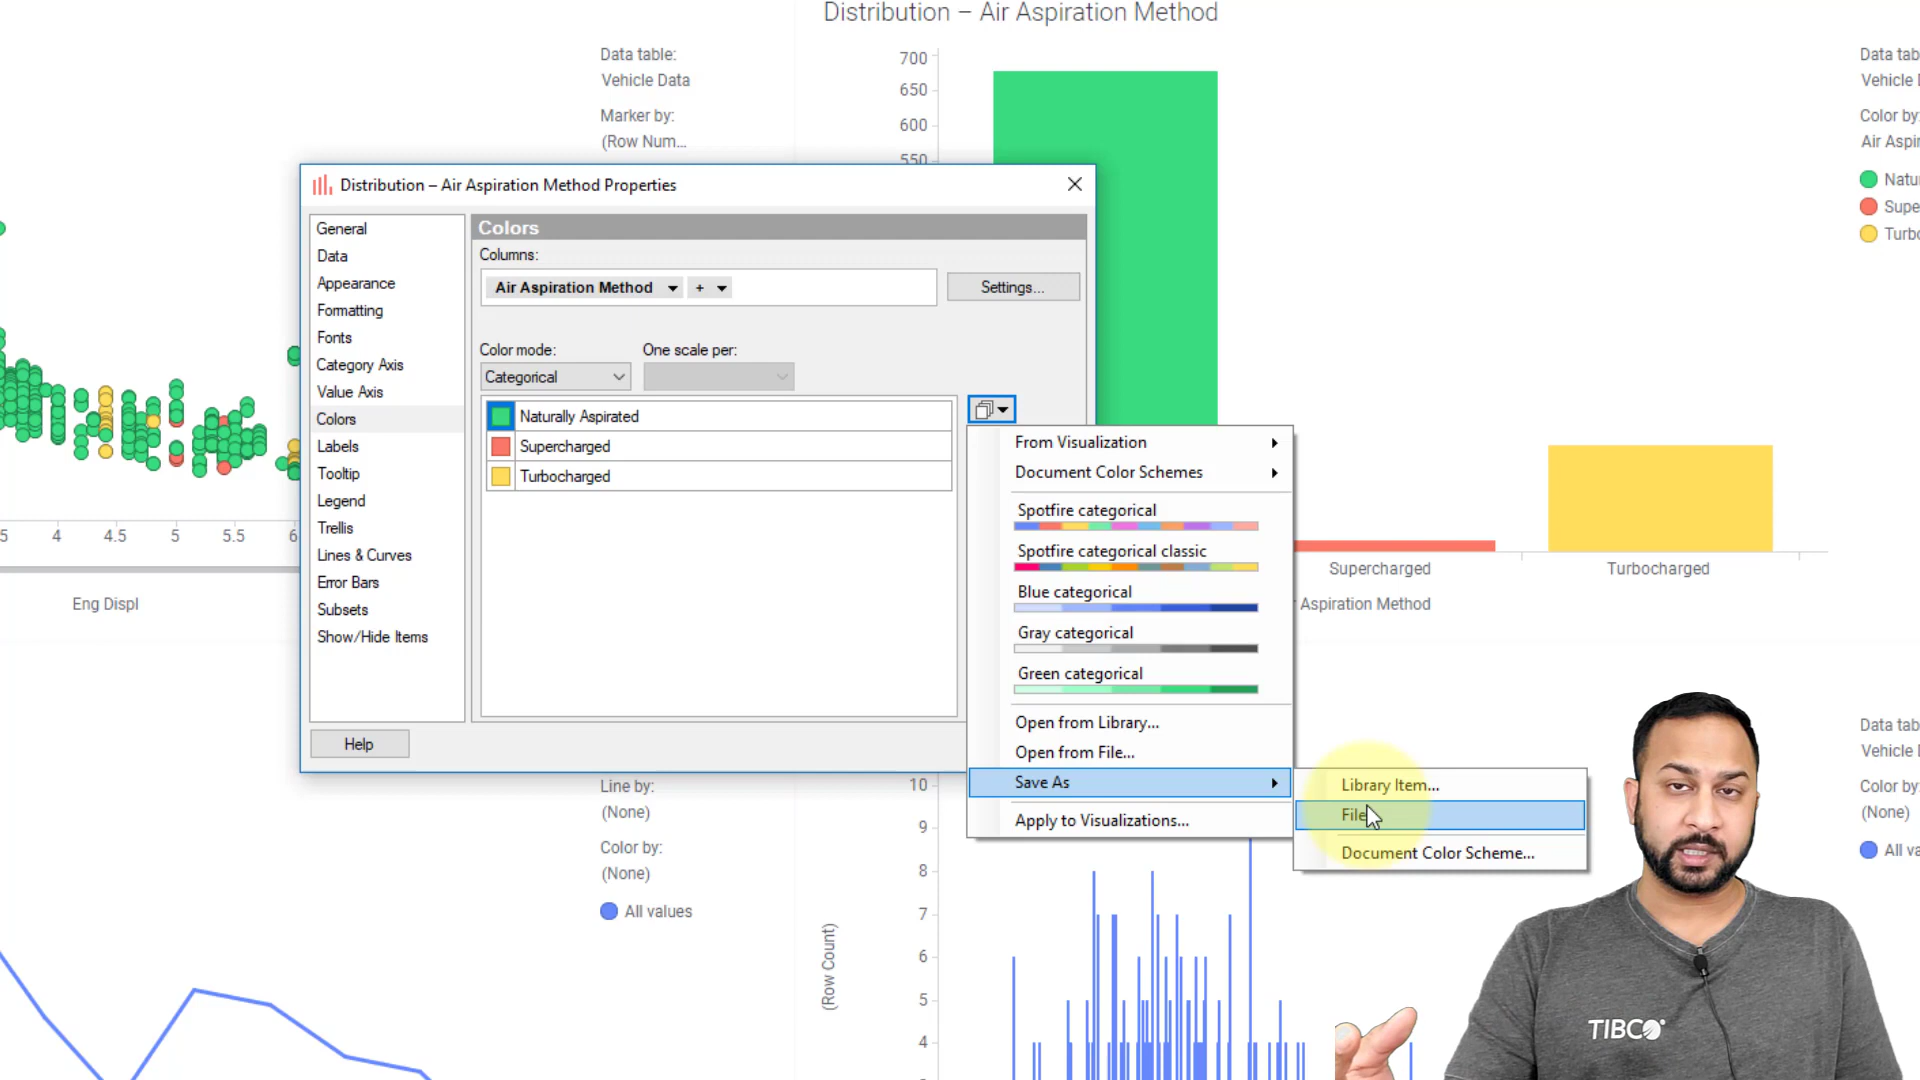 Distribution – Air Aspiration Method
Data table:
Vehicle Data
Marker by:
(Row Num...
700
650
600
550
Data tab
Vehicle
Color by:
Air Aspir
Natu
Supe
Turbo
Distribution – Air Aspiration Method Properties
General
Data
Appearance
Formatting
Fonts
Category Axis
Value Axis
Colors
Labels
Tooltip
Legend
Trellis
Lines & Curves
Error Bars
Subsets
Show/Hide Items
Help
Colors
Columns:
Air Aspiration Method
+
Settings...
Color mode:
Categorical
One scale per:
Naturally Aspirated
Supercharged
Turbocharged
From Visualization
Document Color Schemes
Spotfire categorical
Spotfire categorical classic
Blue categorical
Gray categorical
Green categorical
Open from Library...
Open from File...
Save As
Apply to Visualizations...
Library Item...
File
Document Color Scheme...
5 4 4.5 5 5.5 6
Eng Displ
Supercharged
Turbocharged
Aspiration Method
Line by:
(None)
Color by:
(None)
All values
10
9
8
7
6
5
4
(Row Count)
Data tab
Vehicle
Color by:
(None)
All va
TIBCO